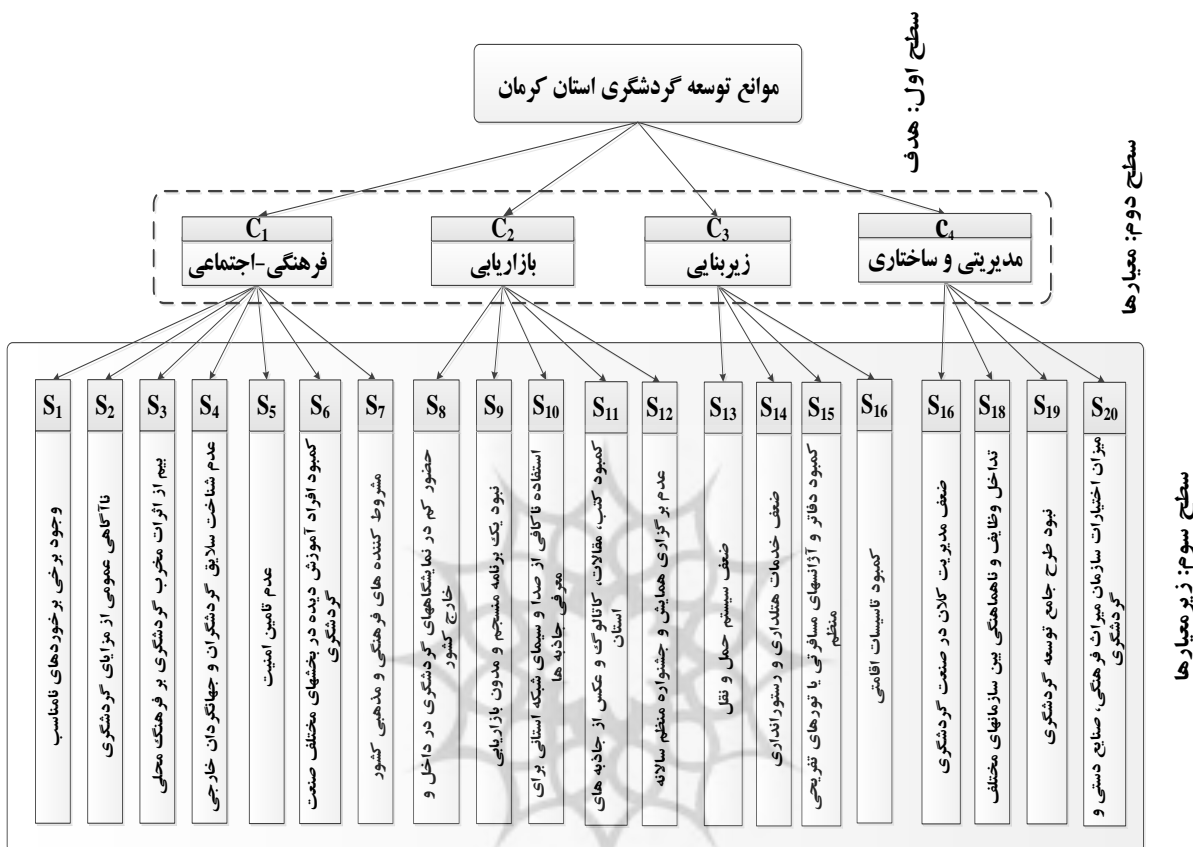 سطح اول: هدف
موانع توسعه گردشگری استان کرمان
سطح دوم: معیارها
C1
فرهنگی-اجتماعی
C2
بازاریابی
C3
زیربنایی
C4
مدیریتی و ساختاری
سطح سوم: زیرمعیارها
S1
وجود برخی برخوردهای نامناسب
S2
ناآگاهی عمومی از مزایای گردشگری
S3
بیم از اثرات مخرب گردشگری بر فرهنگ محلی
S4
عدم شناخت سلایق گردشگران و جهانگردان خارجی
S5
عدم تامین امنیت
S6
کمبود افراد آموزش دیده در بخشهای مختلف صنعت
گردشگری
S7
مشروط کننده های فرهنگی و مذهبی کشور
S8
حضور کم در نمایشگاههای گردشگری در داخل و
خارج کشور
S9
نبود یک برنامه منسجم و مدون بازاریابی
S10
استفاده ناکافی از صدا و سیمای شبکه استانی برای
معرفی جاذبه ها
S11
کمبود کتب، مقالات، کاتالوگ و عکس از جاذبه های
استان
S12
عدم برگزاری همایش و جشنواره منظم سالانه
S13
ضعف سیستم حمل و نقل
S14
ضعف خدمات هتلداری و رستورانداری
S15
کمبود دفاتر و آژانسهای مسافرتی یا تورهای تفریحی
منظم
S16
کمبود تاسیسات اقامتی
S16
ضعف مدیریت کلان در صنعت گردشگری
S18
تداخل وظایف و ناهماهنگی بین سازمانهای مختلف
S19
نبود طرح جامع توسعه گردشگری
S20
میزان اختیارات سازمان میراث فرهنگی، صنایع دستی و
گردشگری